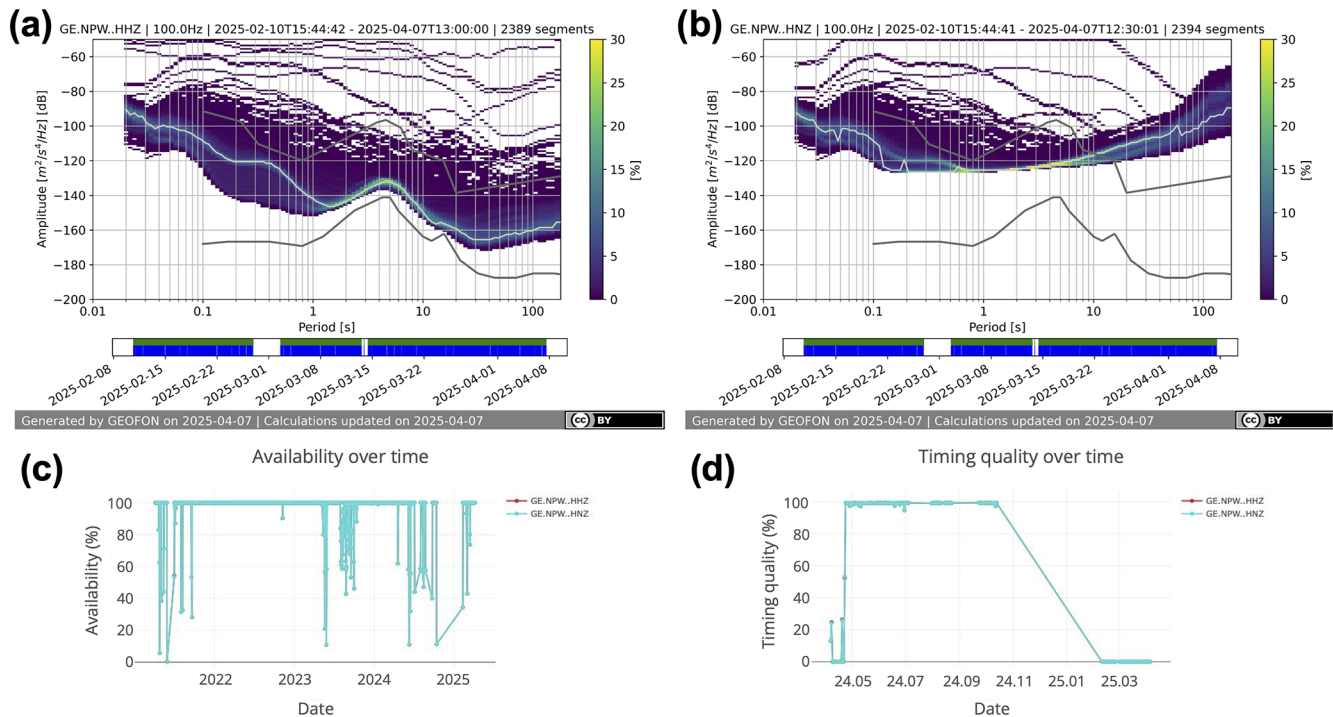 (a)
GE.NPW..HHZ | 100.0Hz | 2025-02-10T15:44:42 - 2025-04-07T13:00:00 | 2389 segments
Amplitude [m²/s⁴/Hz] [dB]
−60
−80
−100
−120
−140
−160
−180
−200
0.01 0.1 1 10 100
Period [s]
30
25
20
15
10
5
0
[%]
2025-02-08 2025-02-15 2025-02-22 2025-03-01 2025-03-08 2025-03-15 2025-03-22 2025-04-01 2025-04-08
Generated by GEOFON on 2025-04-07 | Calculations updated on 2025-04-07
cc BY
(b)
GE.NPW..HNZ | 100.0Hz | 2025-02-10T15:44:41 - 2025-04-07T12:30:01 | 2394 segments
Amplitude [m²/s⁴/Hz] [dB]
−60
−80
−100
−120
−140
−160
−180
−200
0.01 0.1 1 10 100
Period [s]
30
25
20
15
10
5
0
[%]
2025-02-08 2025-02-15 2025-02-22 2025-03-01 2025-03-08 2025-03-15 2025-03-22 2025-04-01 2025-04-08
Generated by GEOFON on 2025-04-07 | Calculations updated on 2025-04-07
cc BY
(c)
Availability over time
Availability (%)
100
80
60
40
20
0
2022 2023 2024 2025
Date
GE.NPW..HHZ
GE.NPW..HNZ
(d)
Timing quality over time
Timing quality (%)
100
80
60
40
20
0
24.05 24.07 24.09 24.11 25.01 25.03
Date
GE.NPW..HHZ
GE.NPW..HNZ